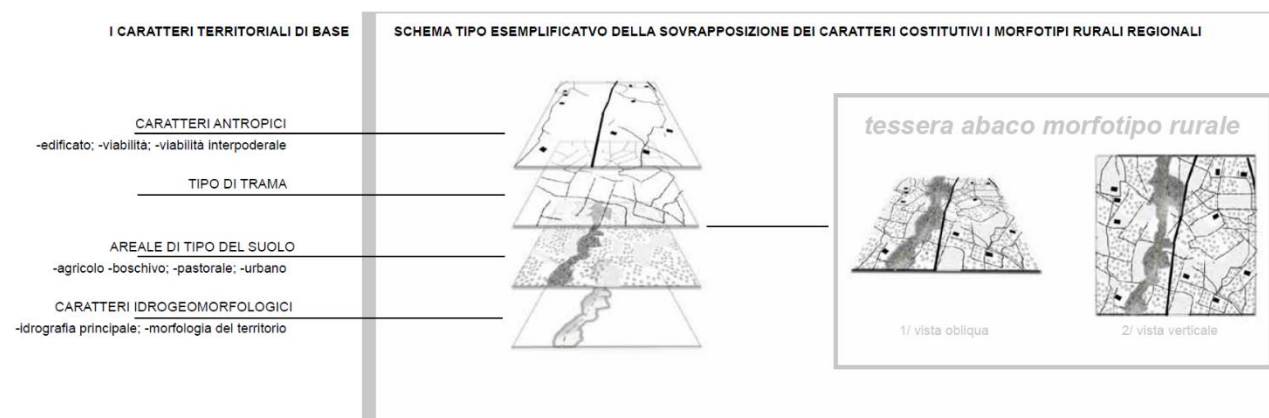 I CARATTERI TERRITORIALI DI BASE
SCHEMA TIPO ESEMPLIFICATVO DELLA SOVRAPPOSIZIONE DEI CARATTERI COSTITUTIVI I MORFOTIPI RURALI REGIONALI
CARATTERI ANTROPICI
-edificato; -viabilità; -viabilità interpoderale
TIPO DI TRAMA
AREALE DI TIPO DEL SUOLO
-agricolo -boschivo; -pastorale; -urbano
CARATTERI IDROGEOMORFOLOGICI
-idrografia principale; -morfologia del territorio
tessera abaco morfotipo rurale
1/ vista obliqua
2/ vista verticale